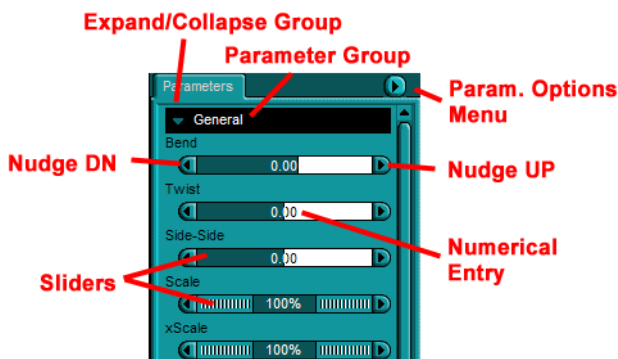 Expand/Collapse Group
Parameter Group
Parameters
Param. Options
Menu
General
Bend
Nudge DN
0.00
Nudge UP
Twist
0.00
Side-Side
0.00
Numerical
Entry
Sliders
Scale
100%
xScale
100%